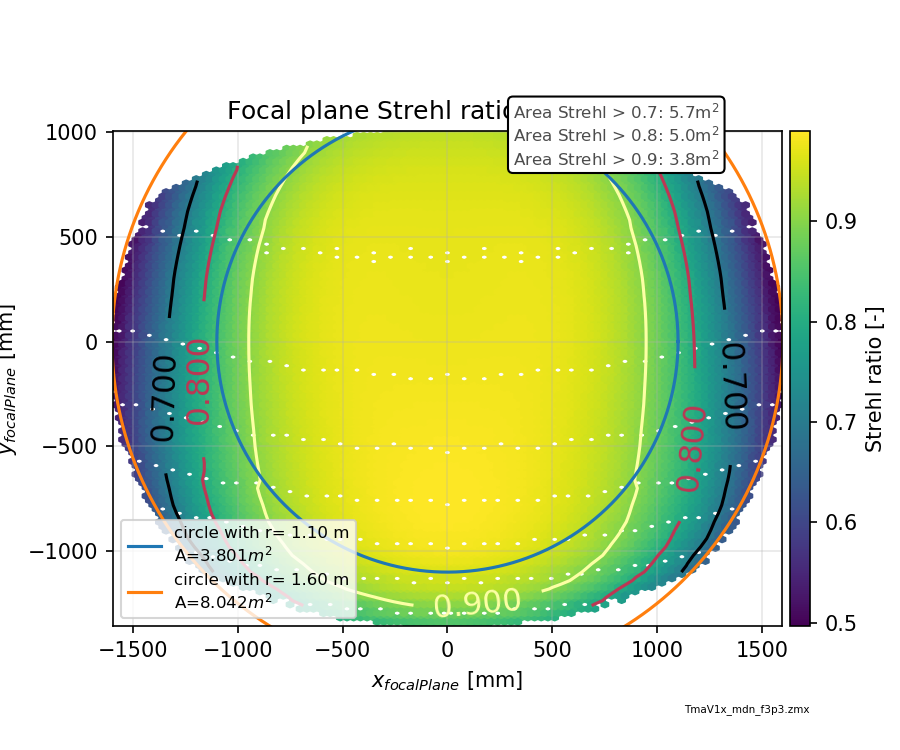 Focal plane Strehl ratio
Area Strehl > 0.7: 5.7m²
Area Strehl > 0.8: 5.0m²
Area Strehl > 0.9: 3.8m²
1000
500
0
−500
−1000
y_focalPlane [mm]
0.700
0.800
0.800
0.700
0.900
circle with r= 1.10 m
A=3.801m²
circle with r= 1.60 m
A=8.042m²
−1500
−1000
−500
0
500
1000
1500
x_focalPlane [mm]
0.9
0.8
0.7
0.6
0.5
Strehl ratio [-]
TmaV1x_mdn_f3p3.zmx